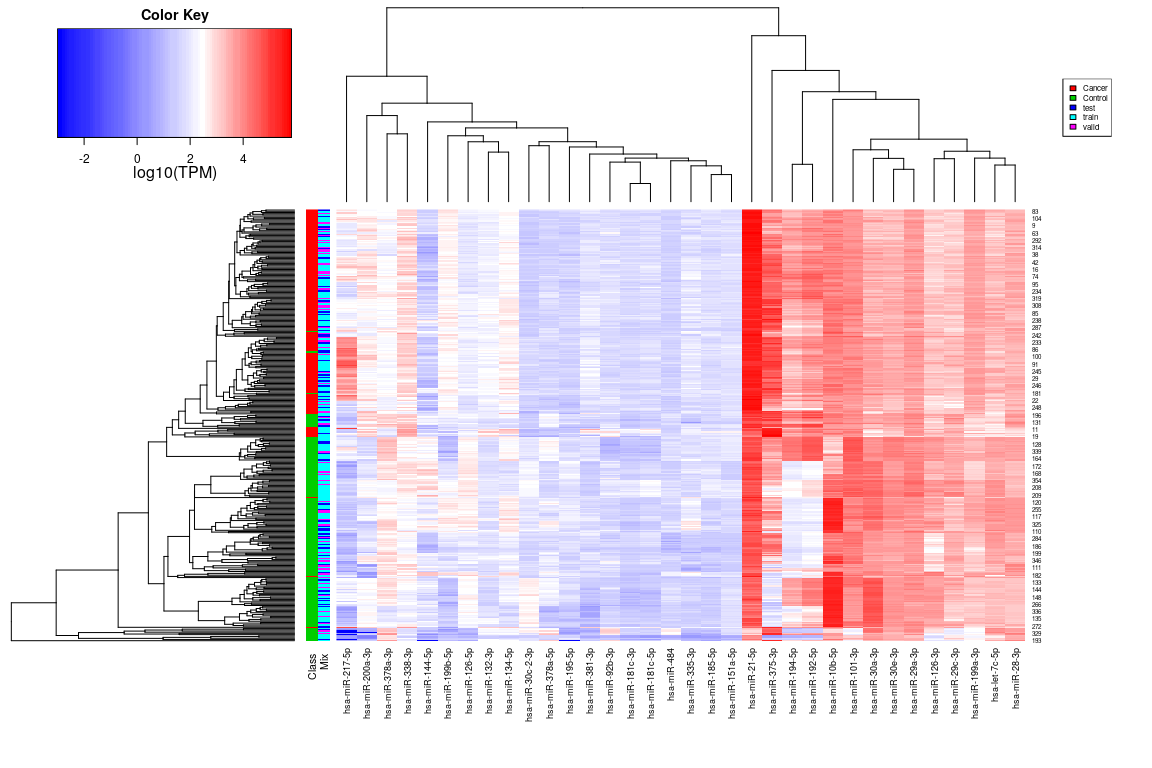 Color Key
-2 0 2 4
log10(TPM)
Cancer
Control
test
train
valid
83
104
9
63
292
314
38
42
16
74
95
234
319
308
85
238
287
242
233
86
100
91
245
29
246
181
22
248
196
131
11
19
128
339
164
172
168
354
208
209
120
255
117
325
110
284
186
199
346
111
182
133
144
148
266
336
135
272
329
193
Class
Mix
hsa-miR-217-5p
hsa-miR-200a-3p
hsa-miR-378a-3p
hsa-miR-338-3p
hsa-miR-144-5p
hsa-miR-199b-5p
hsa-miR-126-5p
hsa-miR-132-3p
hsa-miR-134-5p
hsa-miR-30c-2-3p
hsa-miR-378a-5p
hsa-miR-195-5p
hsa-miR-381-3p
hsa-miR-92b-3p
hsa-miR-181c-3p
hsa-miR-181c-5p
hsa-miR-484
hsa-miR-335-3p
hsa-miR-185-5p
hsa-miR-151a-5p
hsa-miR-21-5p
hsa-miR-375-3p
hsa-miR-194-5p
hsa-miR-192-5p
hsa-miR-10b-5p
hsa-miR-101-3p
hsa-miR-30a-3p
hsa-miR-30e-3p
hsa-miR-29a-3p
hsa-miR-126-3p
hsa-miR-29c-3p
hsa-miR-199a-3p
hsa-let-7c-5p
hsa-miR-28-3p